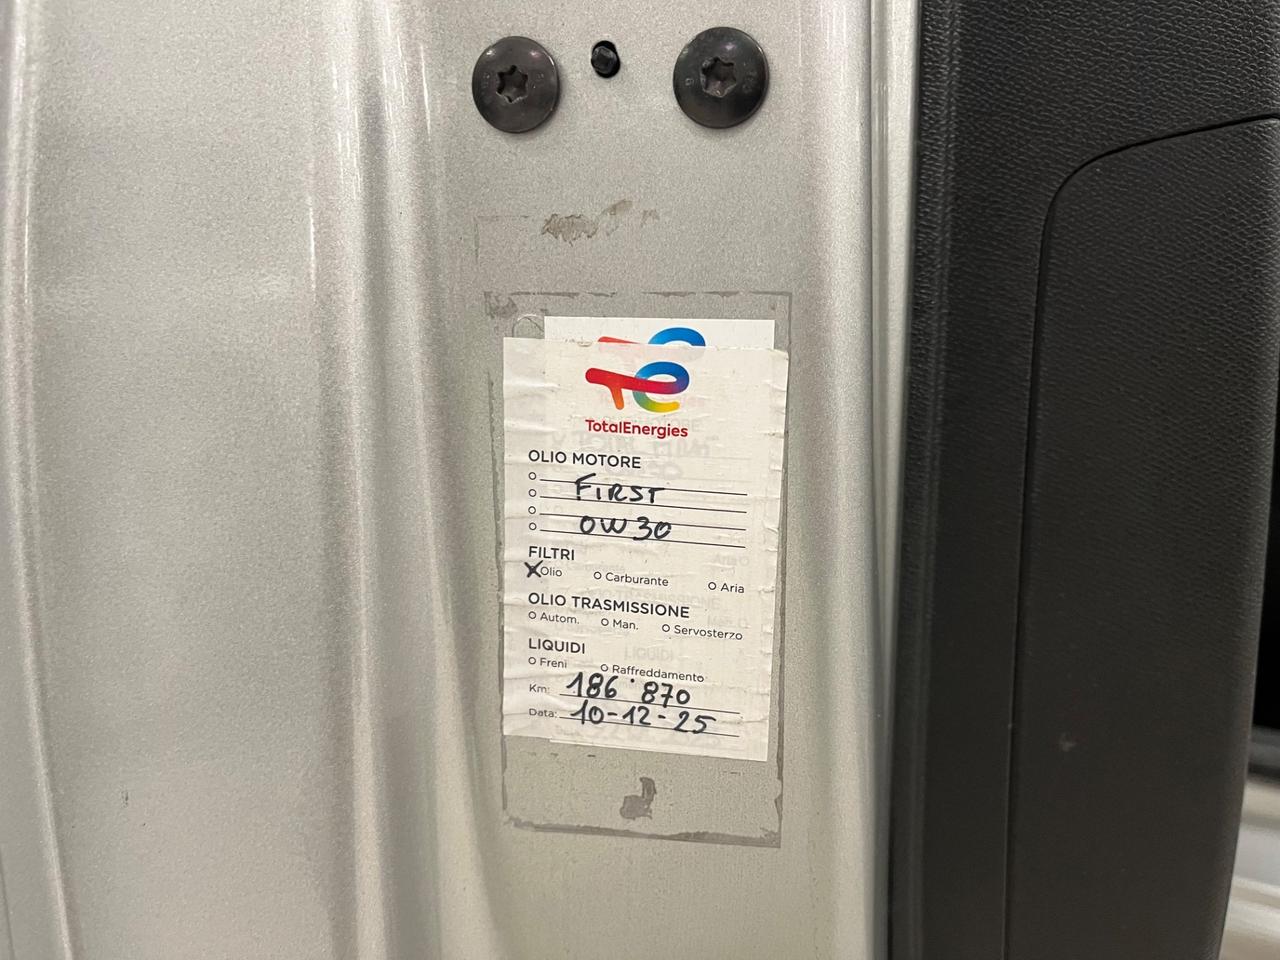 TotalEnergies
OLIO MOTORE
FIRST
0W30
FILTRI
Olio Carburante Aria
OLIO TRASMISSIONE
Autom. Man. Servosterzo
LIQUIDI
Freni Raffreddamento
Km: 186·870
Data: 10-12-25